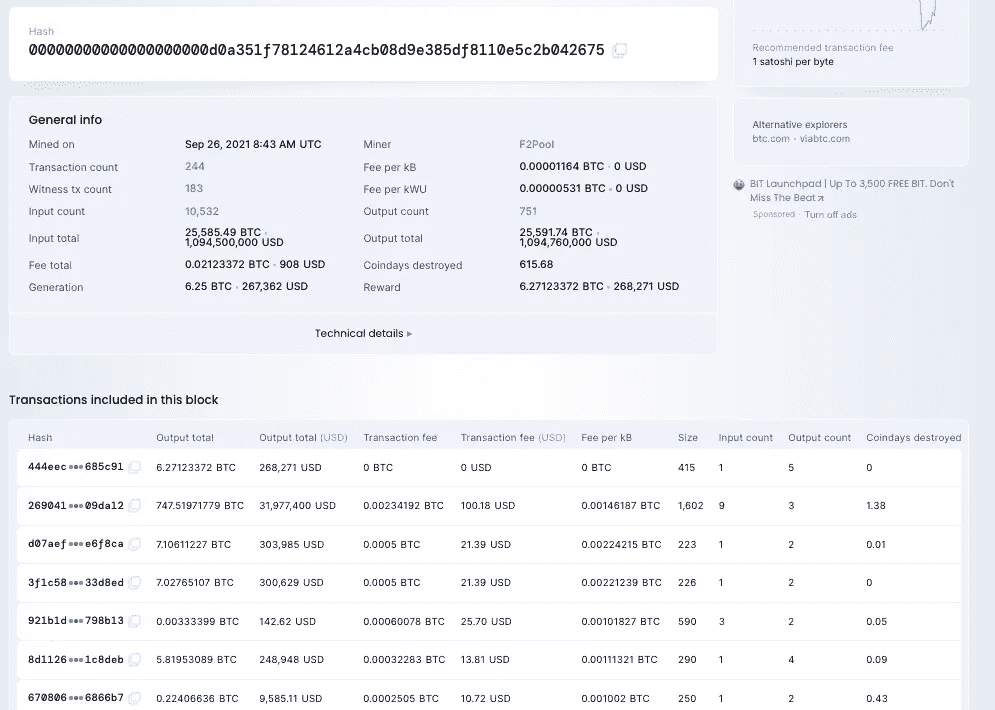 Hash
00000000000000000000d0a351f78124612a4cb08d9e385df8110e5c2b042675
Recommended transaction fee
1 satoshi per byte
General info
Mined on Sep 26, 2021 8:43 AM UTC Miner F2Pool
Transaction count 244 Fee per kB 0.00001164 BTC · 0 USD
Witness tx count 183 Fee per kWU 0.00000531 BTC · 0 USD
Input count 10,532 Output count 751
Input total 25,585.49 BTC · 1,094,500,000 USD Output total 25,591.74 BTC · 1,094,760,000 USD
Fee total 0.02123372 BTC · 908 USD Coindays destroyed 615.68
Generation 6.25 BTC · 267,362 USD Reward 6.27123372 BTC · 268,271 USD
Technical details ▸
Alternative explorers
btc.com · viabtc.com
BIT Launchpad | Up To 3,500 FREE BIT. Don't
Miss The Beat↗
Sponsored · Turn off ads
Transactions included in this block
Hash Output total Output total (USD) Transaction fee Transaction fee (USD) Fee per kB Size Input count Output count Coindays destroyed
444eec•••685c91 6.27123372 BTC 268,271 USD 0 BTC 0 USD 0 BTC 415 1 5 0
269041•••09da12 747.51971779 BTC 31,977,400 USD 0.00234192 BTC 100.18 USD 0.00146187 BTC 1,602 9 3 1.38
d07aef•••e6f8ca 7.10611227 BTC 303,985 USD 0.0005 BTC 21.39 USD 0.00224215 BTC 223 1 2 0.01
3f1c58•••33d8ed 7.02765107 BTC 300,629 USD 0.0005 BTC 21.39 USD 0.00221239 BTC 226 1 2 0
921b1d•••798b13 0.00333399 BTC 142.62 USD 0.00060078 BTC 25.70 USD 0.00101827 BTC 590 3 2 0.05
8d1126•••1c8deb 5.81953089 BTC 248,948 USD 0.00032283 BTC 13.81 USD 0.00111321 BTC 290 1 4 0.09
670806•••6866b7 0.22406636 BTC 9,585.11 USD 0.0002505 BTC 10.72 USD 0.001002 BTC 250 1 2 0.43